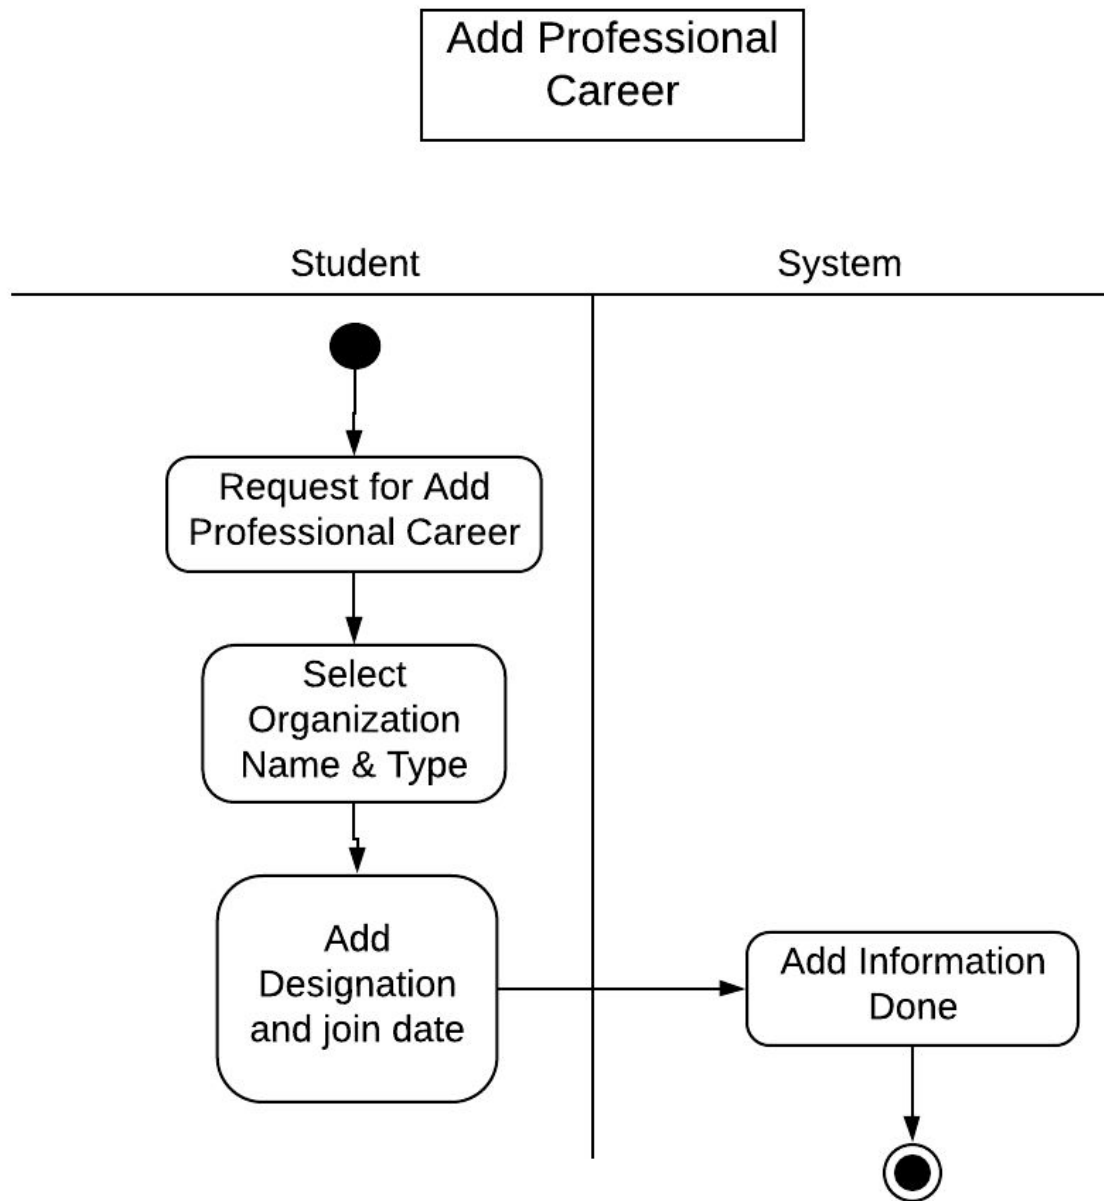 Add Professional
Career
Student
System
Request for Add
Professional Career
Select
Organization
Name & Type
Add
Designation
and join date
Add Information
Done